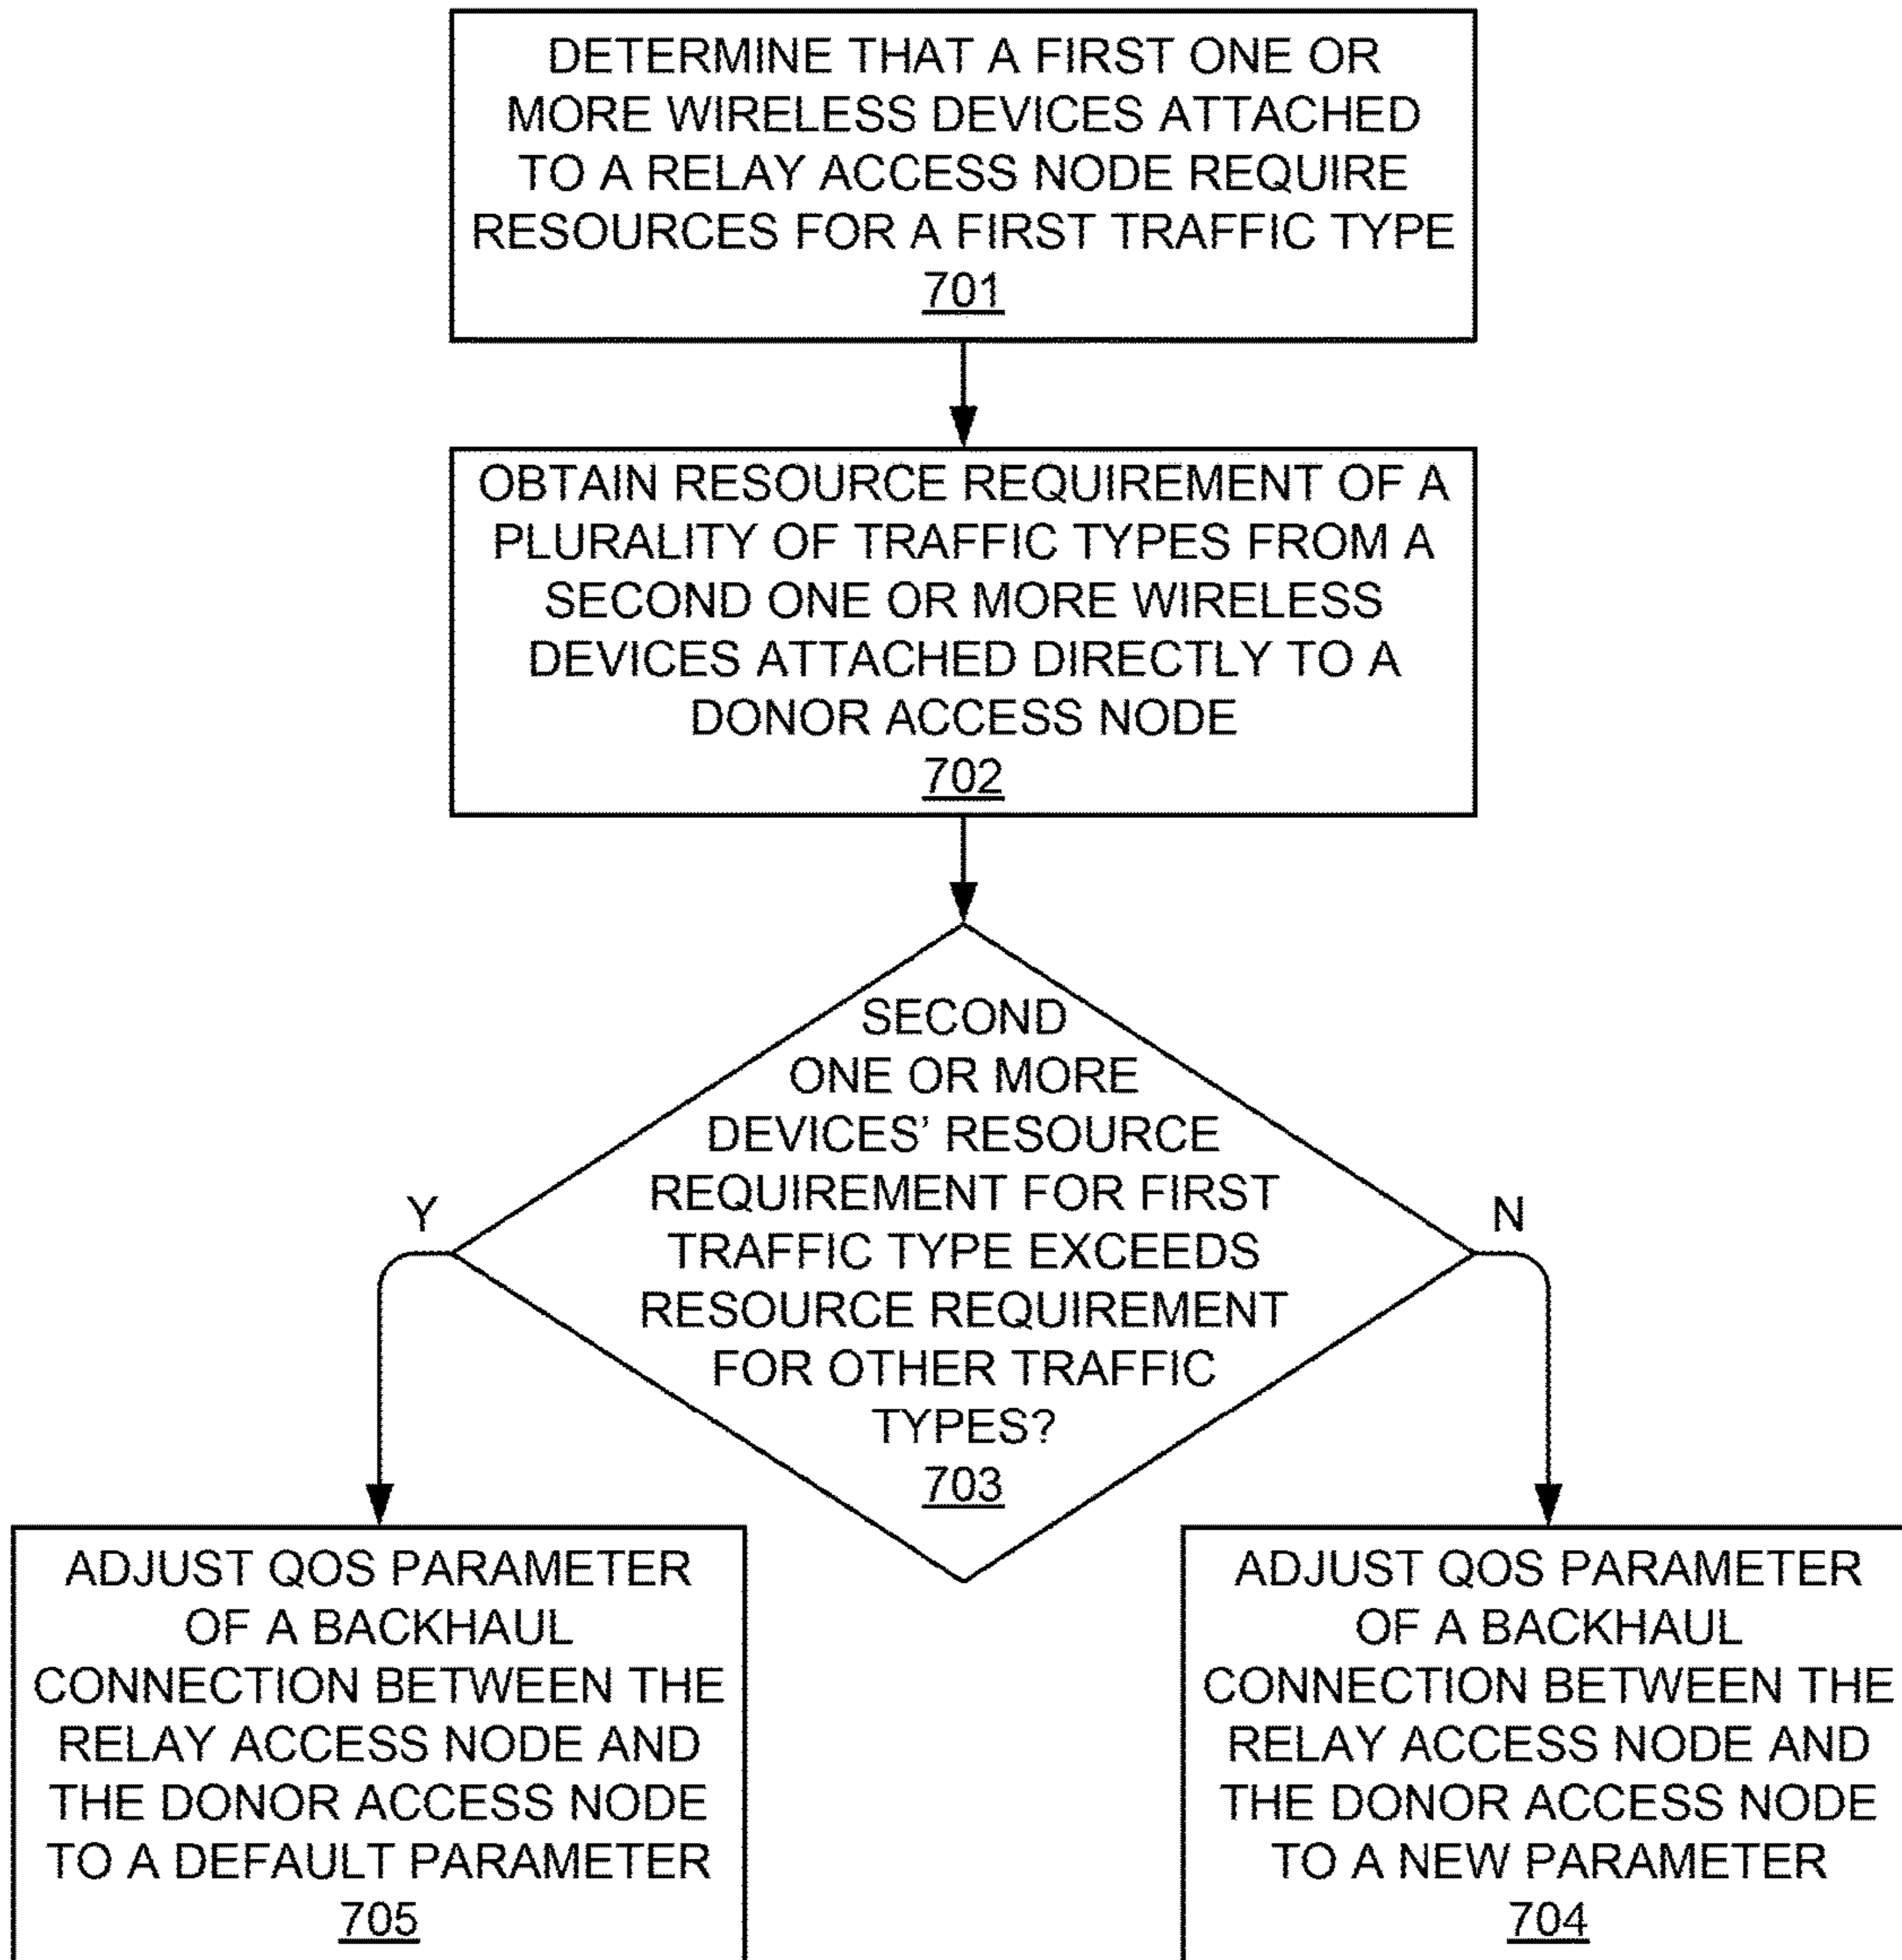 DETERMINE THAT A FIRST ONE OR
MORE WIRELESS DEVICES ATTACHED
TO A RELAY ACCESS NODE REQUIRE
RESOURCES FOR A FIRST TRAFFIC TYPE
701
OBTAIN RESOURCE REQUIREMENT OF A
PLURALITY OF TRAFFIC TYPES FROM A
SECOND ONE OR MORE WIRELESS
DEVICES ATTACHED DIRECTLY TO A
DONOR ACCESS NODE
702
SECOND
ONE OR MORE
DEVICES’ RESOURCE
REQUIREMENT FOR FIRST
TRAFFIC TYPE EXCEEDS
RESOURCE REQUIREMENT
FOR OTHER TRAFFIC
TYPES?
703
Y
N
ADJUST QOS PARAMETER
OF A BACKHAUL
CONNECTION BETWEEN THE
RELAY ACCESS NODE AND
THE DONOR ACCESS NODE
TO A DEFAULT PARAMETER
705
ADJUST QOS PARAMETER
OF A BACKHAUL
CONNECTION BETWEEN THE
RELAY ACCESS NODE AND
THE DONOR ACCESS NODE
TO A NEW PARAMETER
704